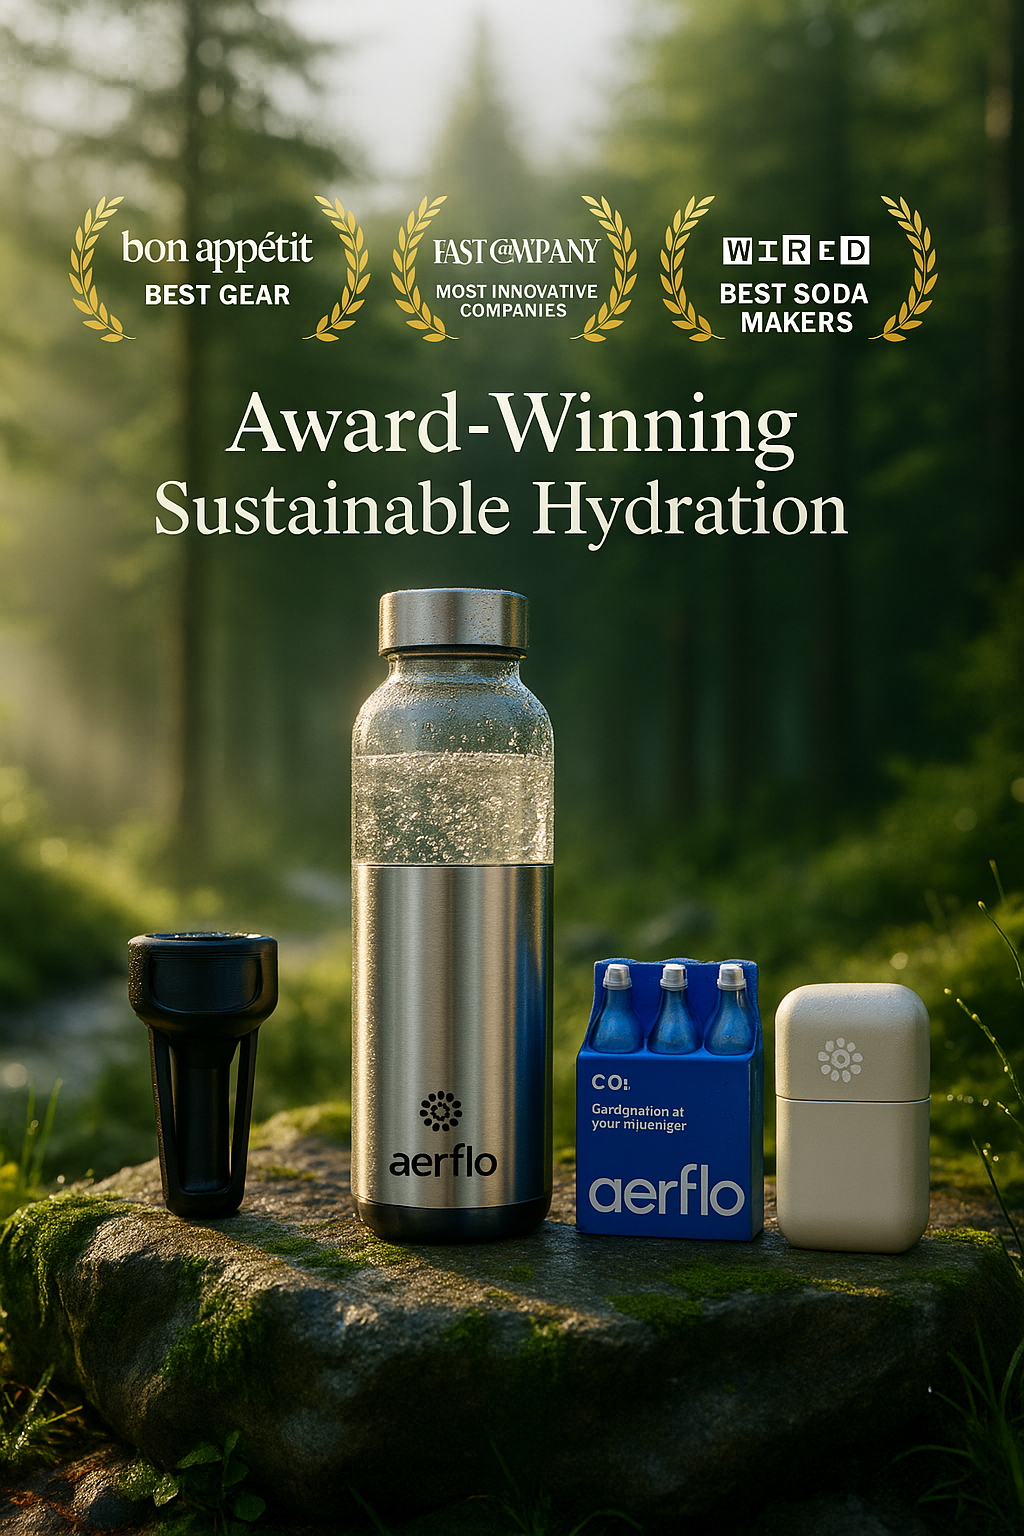 bon appétit
BEST GEAR
FAST COMPANY
MOST INNOVATIVE
COMPANIES
WIRED
BEST SODA
MAKERS
Award-Winning
Sustainable Hydration
aerflo
CO
Gardgnation at
your mjueniger
aerflo